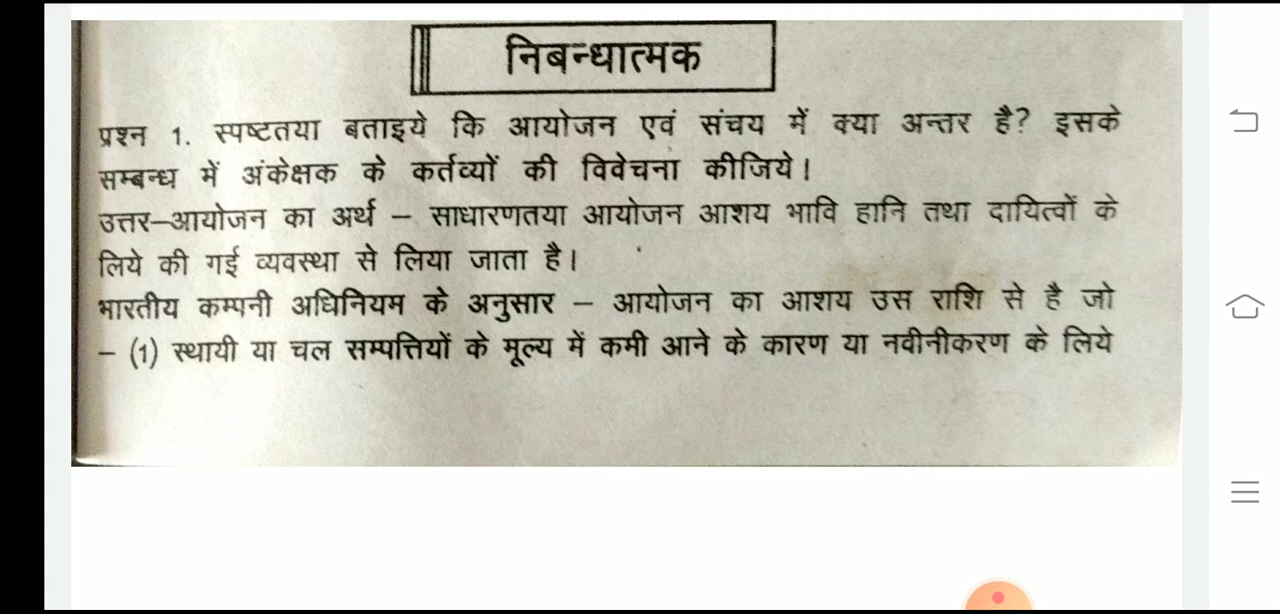 निबन्धात्मक
प्रश्न 1. स्पष्टतया बताइये कि आयोजन एवं संचय में क्या अन्तर है? इसके
सम्बन्ध में अंकेक्षक के कर्तव्यों की विवेचना कीजिये।
उत्तर–आयोजन का अर्थ – साधारणतया आयोजन आशय भावि हानि तथा दायित्वों के
लिये की गई व्यवस्था से लिया जाता है।
भारतीय कम्पनी अधिनियम के अनुसार – आयोजन का आशय उस राशि से है जो
– (1) स्थायी या चल सम्पत्तियों के मूल्य में कमी आने के कारण या नवीनीकरण के लिये